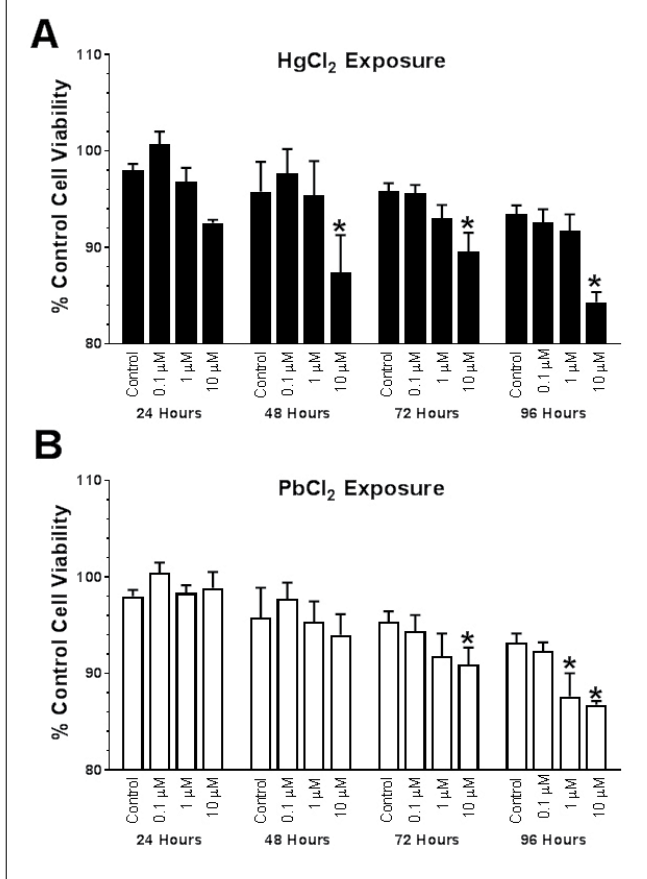 A
HgCl₂ Exposure
% Control Cell Viability
110
100
90
80
* * *
Control 0.1 µM 1 µM 10 µM Control 0.1 µM 1 µM 10 µM Control 0.1 µM 1 µM 10 µM Control 0.1 µM 1 µM 10 µM
24 Hours 48 Hours 72 Hours 96 Hours
B
PbCl₂ Exposure
% Control Cell Viability
110
100
90
80
* * *
Control 0.1 µM 1 µM 10 µM Control 0.1 µM 1 µM 10 µM Control 0.1 µM 1 µM 10 µM Control 0.1 µM 1 µM 10 µM
24 Hours 48 Hours 72 Hours 96 Hours